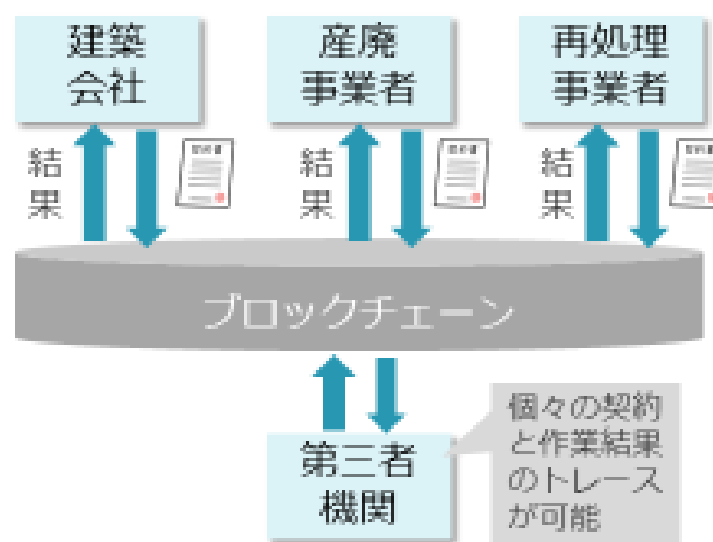 建築
会社
産廃
事業者
再処理
事業者
結
果
結
果
結
果
ブロックチェーン
第三者
機関
個々の契約
と作業結果
のトレース
が可能